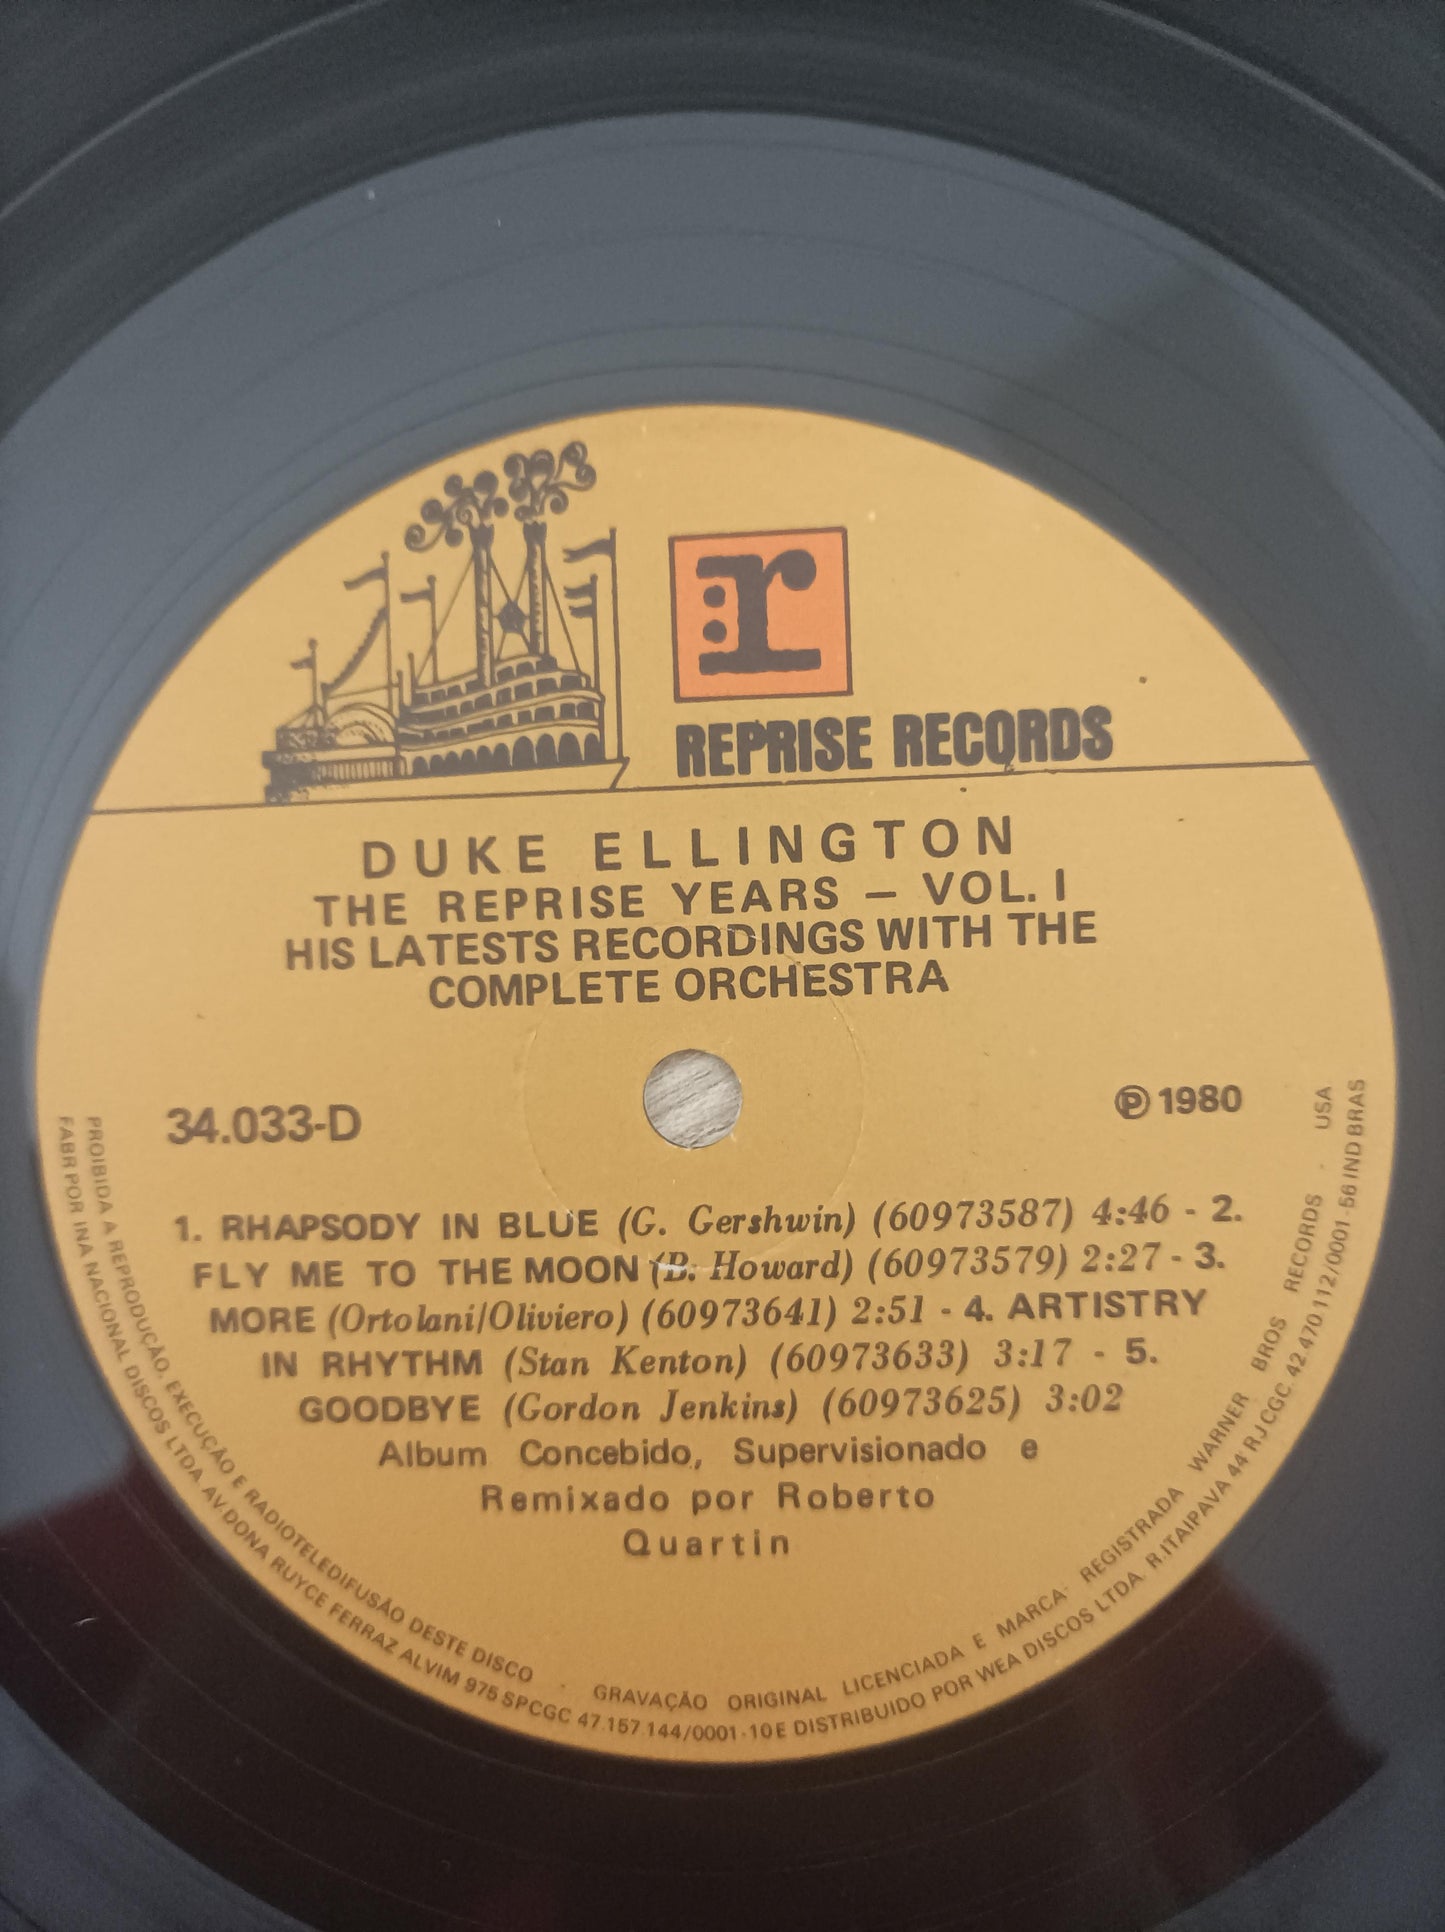 r:
REPRISE RECORDS
DUKE ELLINGTON
THE REPRISE YEARS – VOL. I
HIS LATESTS RECORDINGS WITH THE
COMPLETE ORCHESTRA
34.033-D
℗ 1980
1. RHAPSODY IN BLUE (G. Gershwin) (60973587) 4:46 - 2.
FLY ME TO THE MOON (B. Howard) (60973579) 2:27 - 3.
MORE (Ortolani/Oliviero) (60973641) 2:51 - 4. ARTISTRY
IN RHYTHM (Stan Kenton) (60973633) 3:17 - 5.
GOODBYE (Gordon Jenkins) (60973625) 3:02
Album Concebido, Supervisionado e
Remixado por Roberto
Quartin
PROIBIDA A REPRODUÇÃO, EXECUÇÃO E RADIOTELEDIFUSÃO DESTE DISCO · GRAVAÇÃO ORIGINAL LICENCIADA E MARCA REGISTRADA WARNER BROS RECORDS · USA
FABR POR INA NACIONAL DISCOS LTDA. AV. DONA RUYCE FERRAZ ALVIM 975 SP CGC 47.157.144/0001-10 E DISTRIBUIDO POR WEA DISCOS LTDA. R. ITAIPAVA 44 RJ CGC. 42.470.112/0001-56 IND BRAS